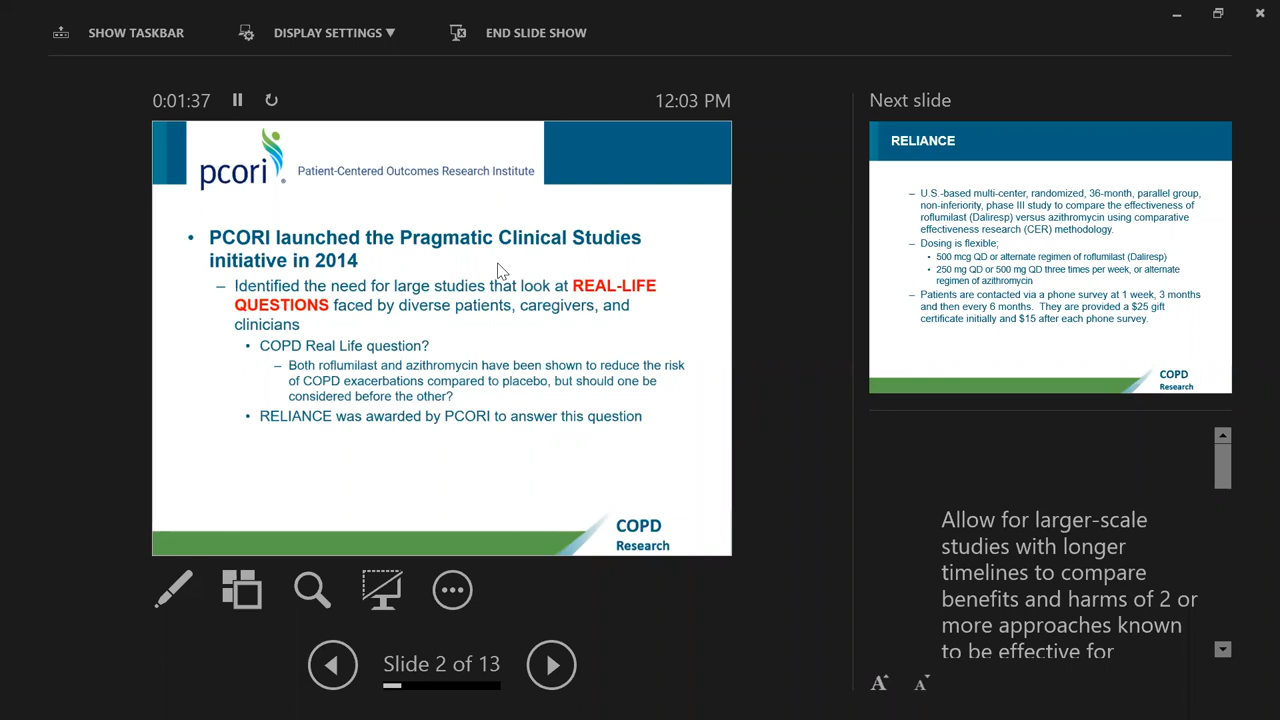 SHOW TASKBAR
DISPLAY SETTINGS ▼
END SLIDE SHOW
0:01:37
12:03 PM
pcori
Patient-Centered Outcomes Research Institute
• PCORI launched the Pragmatic Clinical Studies
initiative in 2014
– Identified the need for large studies that look at REAL-LIFE
QUESTIONS faced by diverse patients, caregivers, and
clinicians
• COPD Real Life question?
– Both roflumilast and azithromycin have been shown to reduce the risk
of COPD exacerbations compared to placebo, but should one be
considered before the other?
• RELIANCE was awarded by PCORI to answer this question
COPD
Research
Slide 2 of 13
Next slide
RELIANCE
– U.S.-based multi-center, randomized, 36-month, parallel group,
non-inferiority, phase III study to compare the effectiveness of
roflumilast (Daliresp) versus azithromycin using comparative
effectiveness research (CER) methodology.
– Dosing is flexible;
• 500 mcg QD or alternate regimen of roflumilast (Daliresp)
• 250 mg QD or 500 mg QD three times per week, or alternate
regimen of azithromycin
– Patients are contacted via a phone survey at 1 week, 3 months
and then every 6 months. They are provided a $25 gift
certificate initially and $15 after each phone survey.
COPD
Research
Allow for larger-scale
studies with longer
timelines to compare
benefits and harms of 2 or
more approaches known
to be effective for
A A